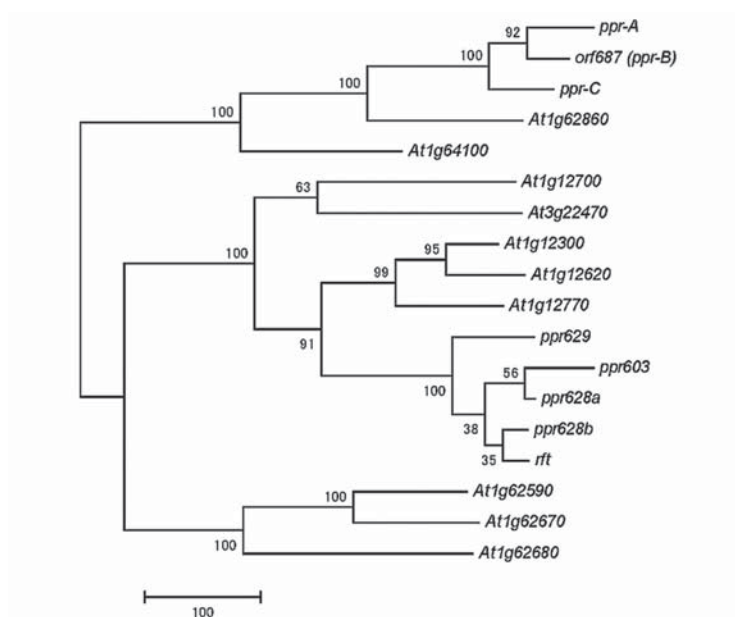 ppr-A
92
orf687 (ppr-B)
100
ppr-C
100
At1g62860
100
At1g64100
At1g12700
63
At3g22470
100
At1g12300
95
At1g12620
99
At1g12770
91
ppr629
100
ppr603
56
ppr628a
38
ppr628b
35
rft
At1g62590
100
At1g62670
100
At1g62680
100